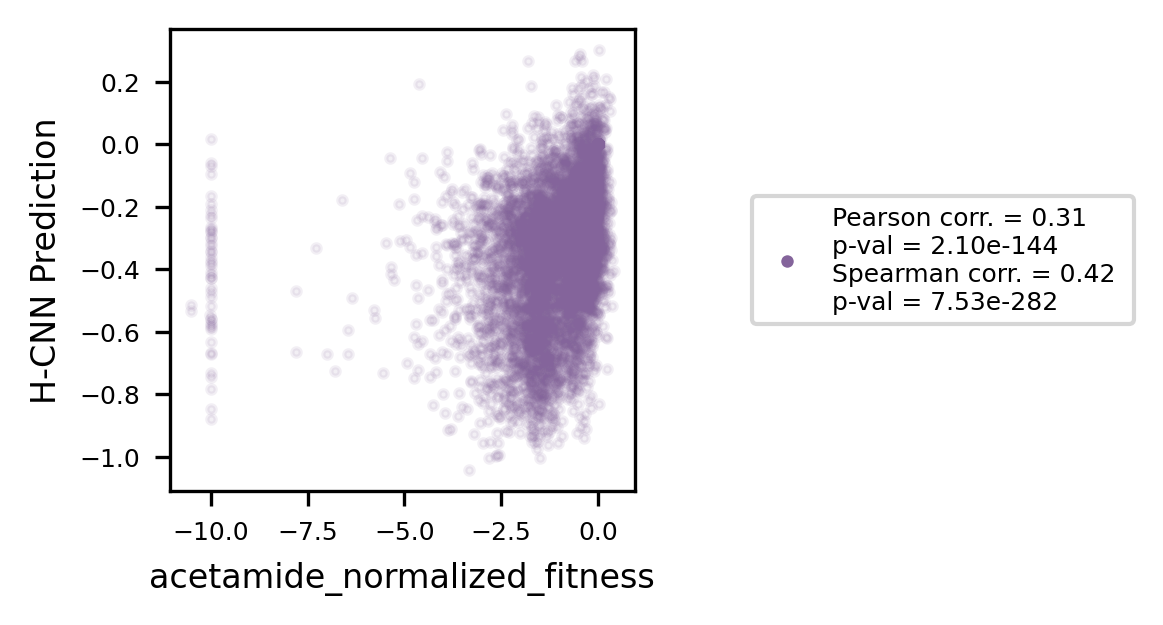 H-CNN Prediction
0.2
0.0
−0.2
−0.4
−0.6
−0.8
−1.0
−10.0 −7.5 −5.0 −2.5 0.0
acetamide_normalized_fitness
Pearson corr. = 0.31
p-val = 2.10e-144
Spearman corr. = 0.42
p-val = 7.53e-282